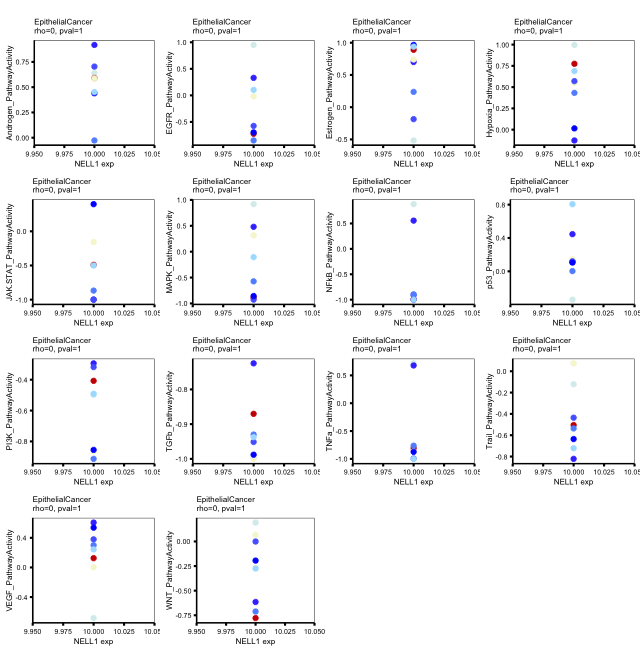 EpithelialCancer
rho=0, pval=1
Androgen_PathwayActivity
0.75
0.50
0.25
0.00
9.950 9.975 10.000 10.025 10.05
NELL1 exp
EpithelialCancer
rho=0, pval=1
EGFR_PathwayActivity
1.0
0.5
0.0
-0.5
9.950 9.975 10.000 10.025 10.05
NELL1 exp
EpithelialCancer
rho=0, pval=1
Estrogen_PathwayActivity
1.0
0.5
0.0
-0.5
9.950 9.975 10.000 10.025 10.05
NELL1 exp
EpithelialCancer
rho=0, pval=1
Hypoxia_PathwayActivity
1.00
0.75
0.50
0.25
0.00
9.950 9.975 10.000 10.025 10.05
NELL1 exp
EpithelialCancer
rho=0, pval=1
JAK.STAT_PathwayActivity
0.0
-0.5
-1.0
9.950 9.975 10.000 10.025 10.05
NELL1 exp
EpithelialCancer
rho=0, pval=1
MAPK_PathwayActivity
1.0
0.5
0.0
-0.5
-1.0
9.950 9.975 10.000 10.025 10.05
NELL1 exp
EpithelialCancer
rho=0, pval=1
NFkB_PathwayActivity
0.5
0.0
-0.5
-1.0
9.950 9.975 10.000 10.025 10.05
NELL1 exp
EpithelialCancer
rho=0, pval=1
p53_PathwayActivity
0.8
0.4
0.0
9.950 9.975 10.000 10.025 10.05
NELL1 exp
EpithelialCancer
rho=0, pval=1
PI3K_PathwayActivity
-0.4
-0.6
-0.8
9.950 9.975 10.000 10.025 10.05
NELL1 exp
EpithelialCancer
rho=0, pval=1
TGFb_PathwayActivity
-0.8
-0.9
-1.0
9.950 9.975 10.000 10.025 10.05
NELL1 exp
EpithelialCancer
rho=0, pval=1
TNFa_PathwayActivity
0.5
0.0
-0.5
-1.0
9.950 9.975 10.000 10.025 10.05
NELL1 exp
EpithelialCancer
rho=0, pval=1
Trail_PathwayActivity
0.0
-0.2
-0.4
-0.6
-0.8
9.950 9.975 10.000 10.025 10.05
NELL1 exp
EpithelialCancer
rho=0, pval=1
VEGF_PathwayActivity
0.4
0.0
-0.4
9.950 9.975 10.000 10.025 10.05
NELL1 exp
EpithelialCancer
rho=0, pval=1
WNT_PathwayActivity
0.00
-0.25
-0.50
-0.75
9.950 9.975 10.000 10.025 10.050
NELL1 exp